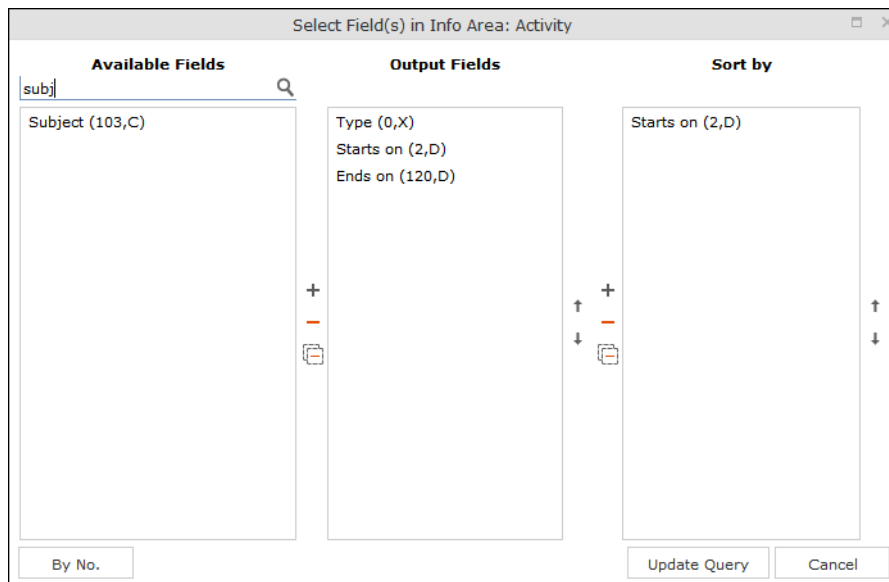 Select Field(s) in Info Area: Activity
Available Fields
Output Fields
Sort by
subj
Subject (103,C)
Type (0,X)
Starts on (2,D)
Ends on (120,D)
Starts on (2,D)
By No.
Update Query
Cancel